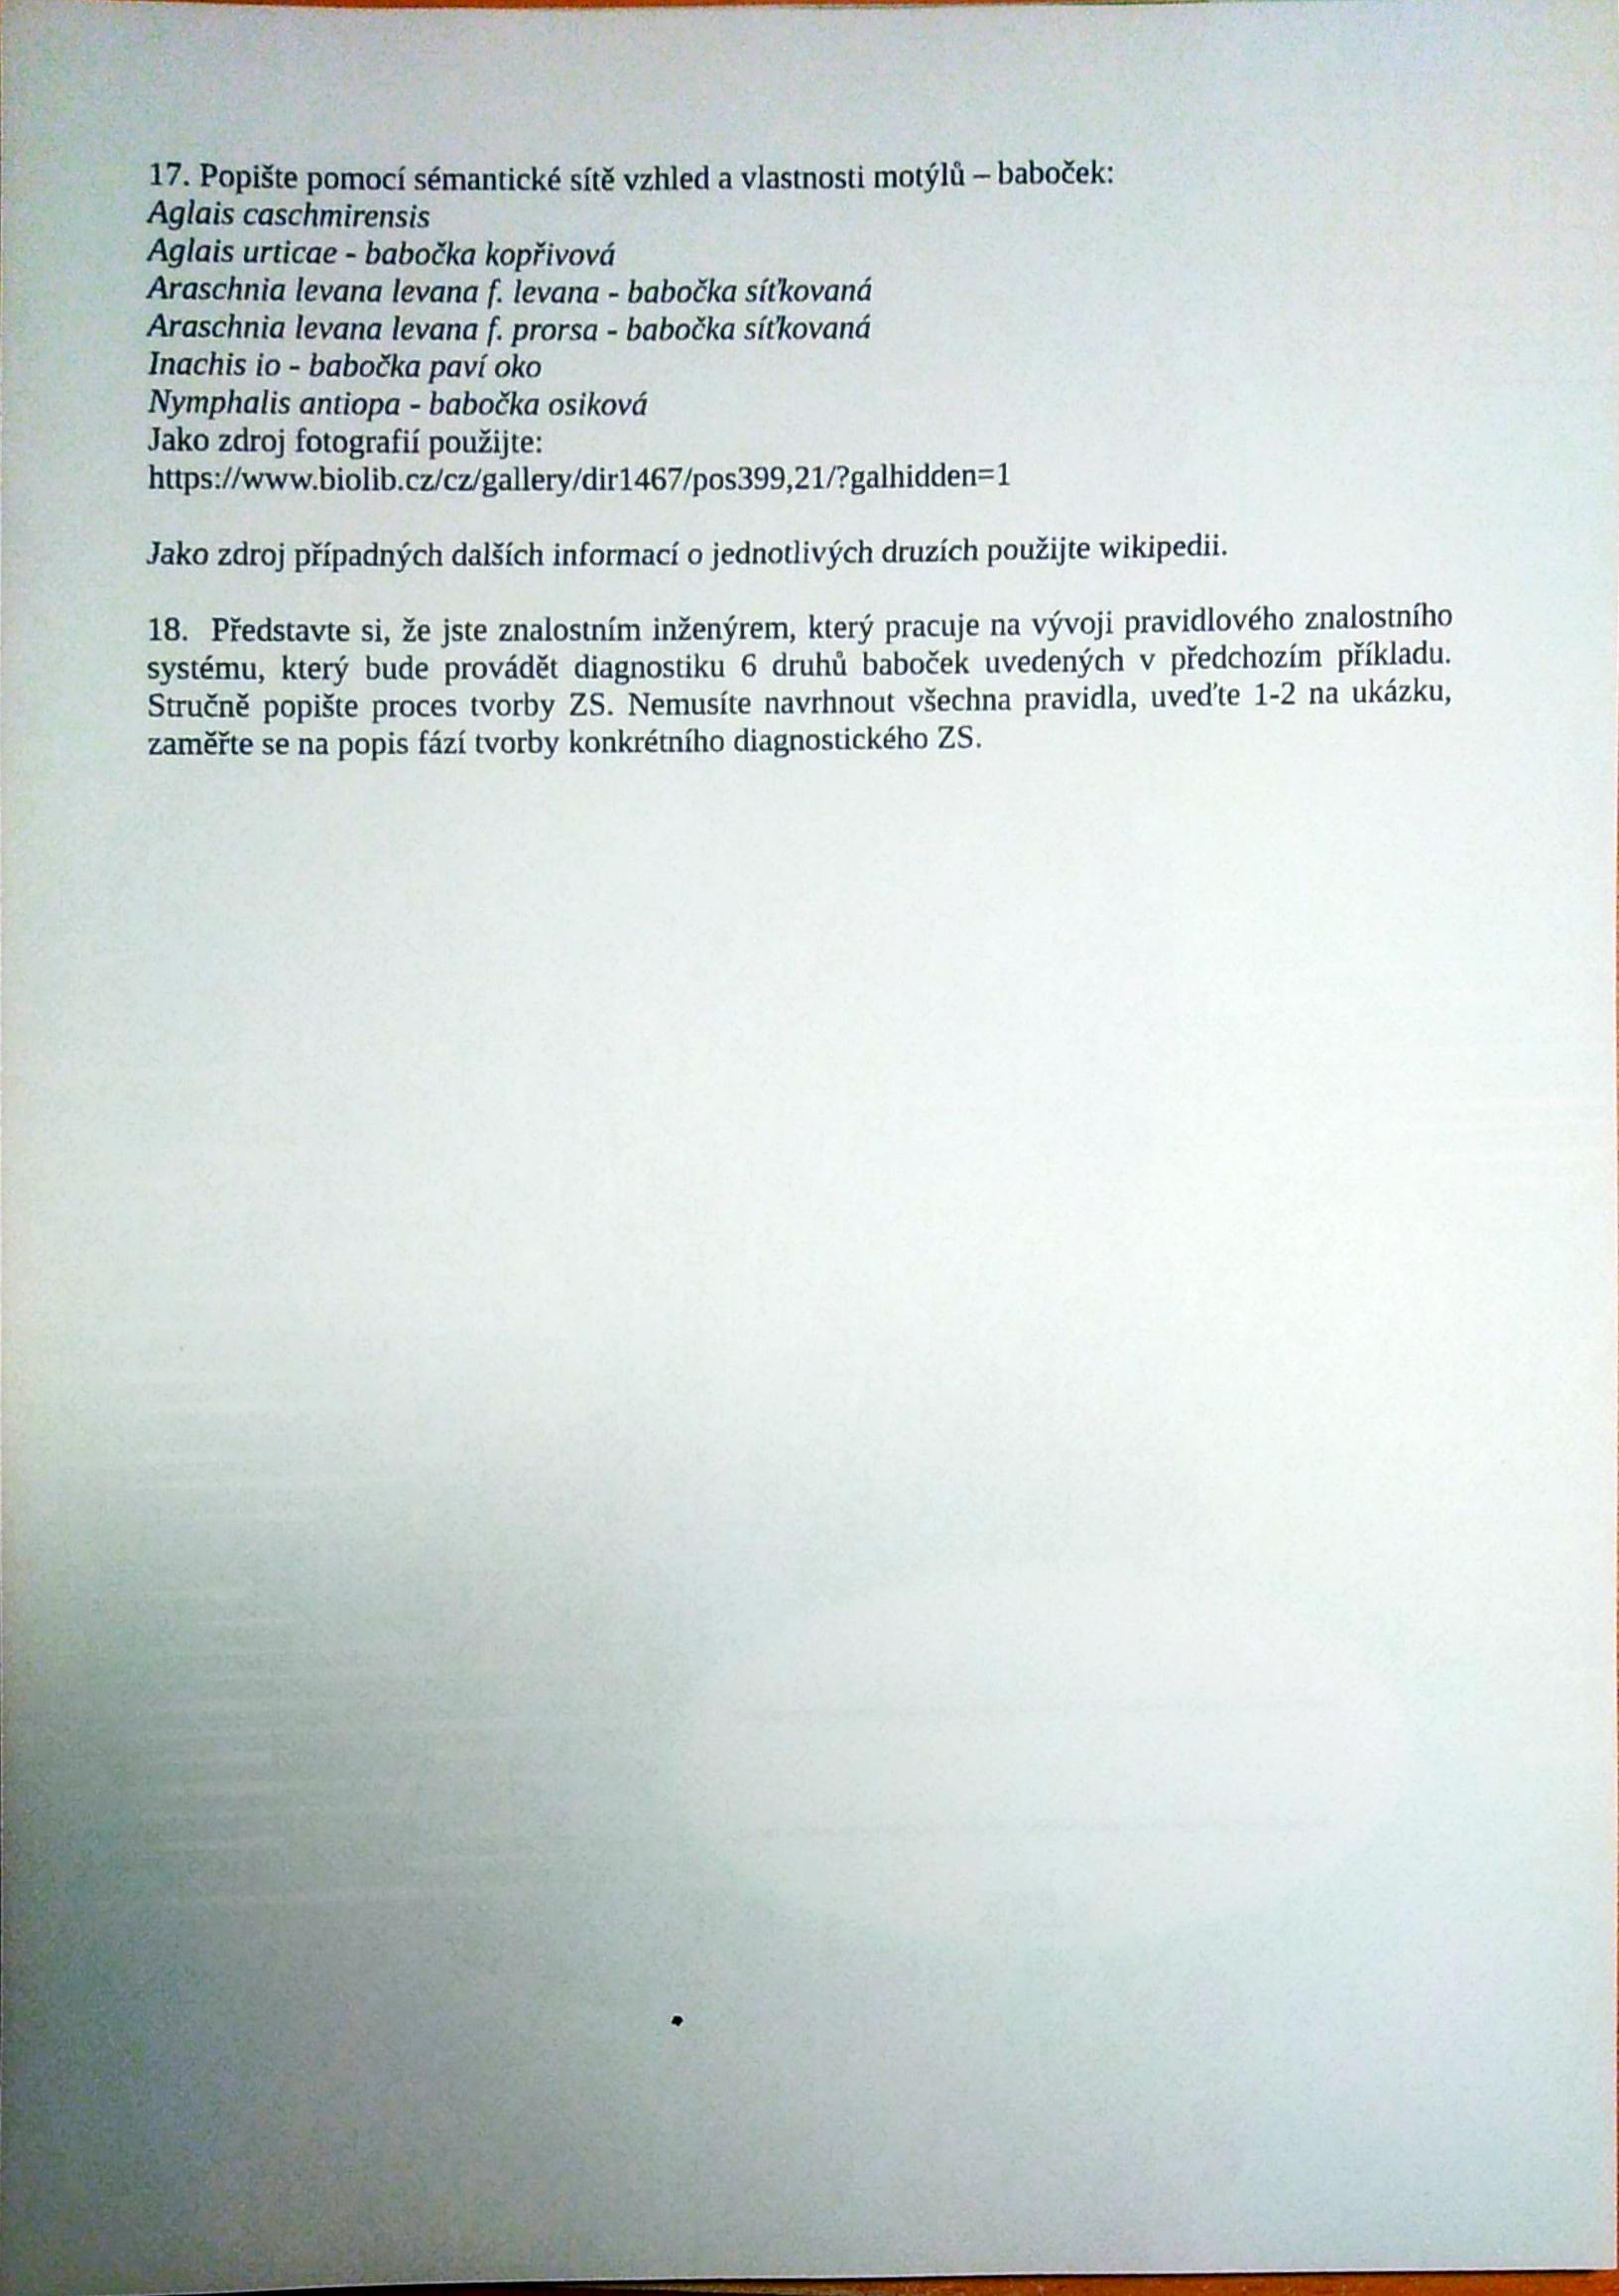 17. Popište pomocí sémantické sítě vzhled a vlastnosti motýlů – baboček:
Aglais caschmirensis
Aglais urticae - babočka kopřivová
Araschnia levana levana f. levana - babočka síťkovaná
Araschnia levana levana f. prorsa - babočka síťkovaná
Inachis io - babočka paví oko
Nymphalis antiopa - babočka osiková
Jako zdroj fotografií použijte:
https://www.biolib.cz/cz/gallery/dir1467/pos399,21/?galhidden=1
Jako zdroj případných dalších informací o jednotlivých druzích použijte wikipedii.
18. Představte si, že jste znalostním inženýrem, který pracuje na vývoji pravidlového znalostního
systému, který bude provádět diagnostiku 6 druhů baboček uvedených v předchozím příkladu.
Stručně popište proces tvorby ZS. Nemusíte navrhnout všechna pravidla, uveďte 1-2 na ukázku,
zaměřte se na popis fází tvorby konkrétního diagnostického ZS.